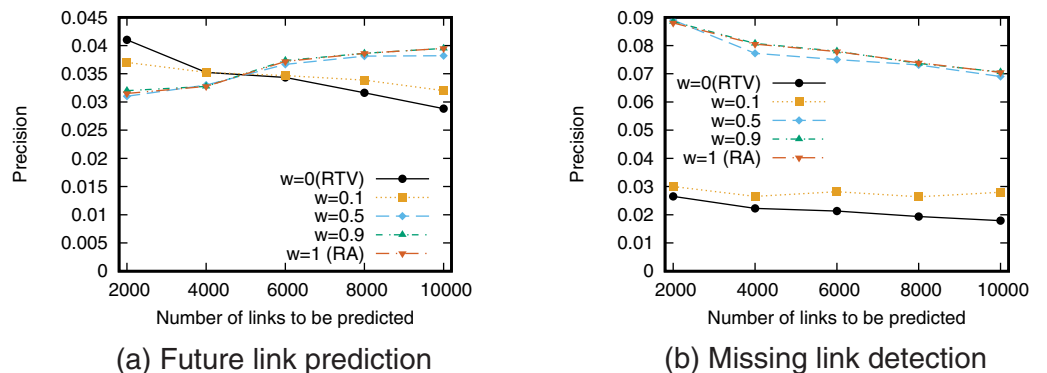 0.045
0.04
0.035
0.03
0.025
0.02
0.015
0.01
0.005
0
Precision
w=0(RTV)
w=0.1
w=0.5
w=0.9
w=1 (RA)
2000 4000 6000 8000 10000
Number of links to be predicted
(a) Future link prediction
0.09
0.08
0.07
0.06
0.05
0.04
0.03
0.02
0.01
0
Precision
w=0(RTV)
w=0.1
w=0.5
w=0.9
w=1 (RA)
2000 4000 6000 8000 10000
Number of links to be predicted
(b) Missing link detection